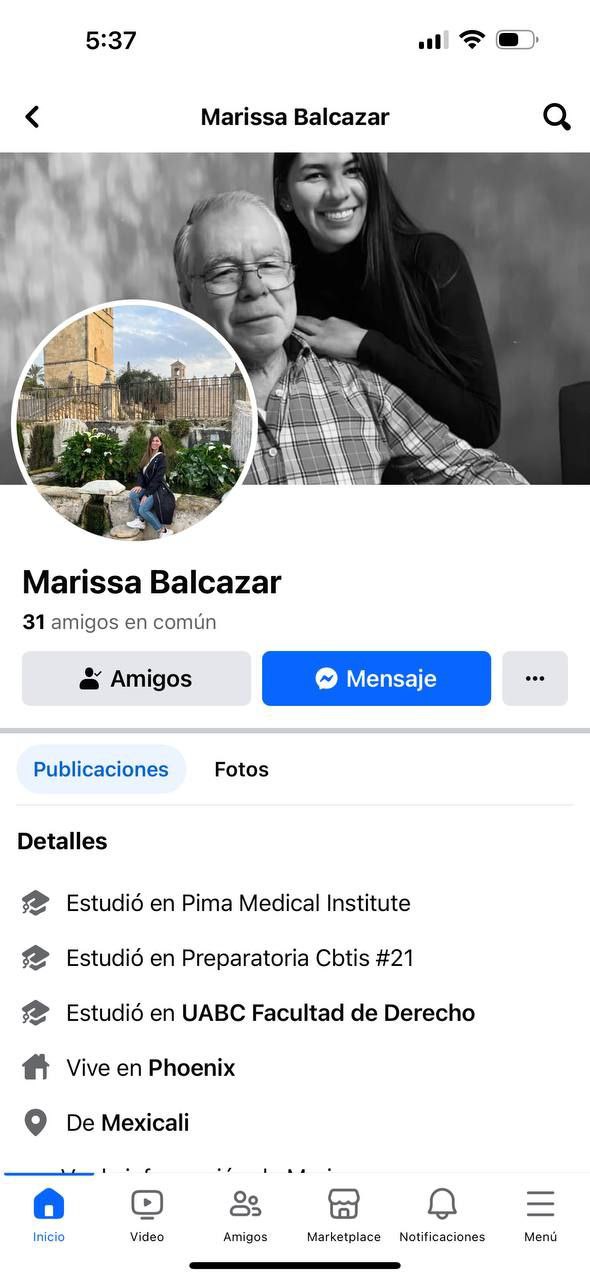 5:37
Marissa Balcazar
Marissa Balcazar
31 amigos en común
Amigos
Mensaje
Publicaciones
Fotos
Detalles
Estudió en Pima Medical Institute
Estudió en Preparatoria Cbtis #21
Estudió en UABC Facultad de Derecho
Vive en Phoenix
De Mexicali
Inicio
Video
Amigos
Marketplace
Notificaciones
Menú